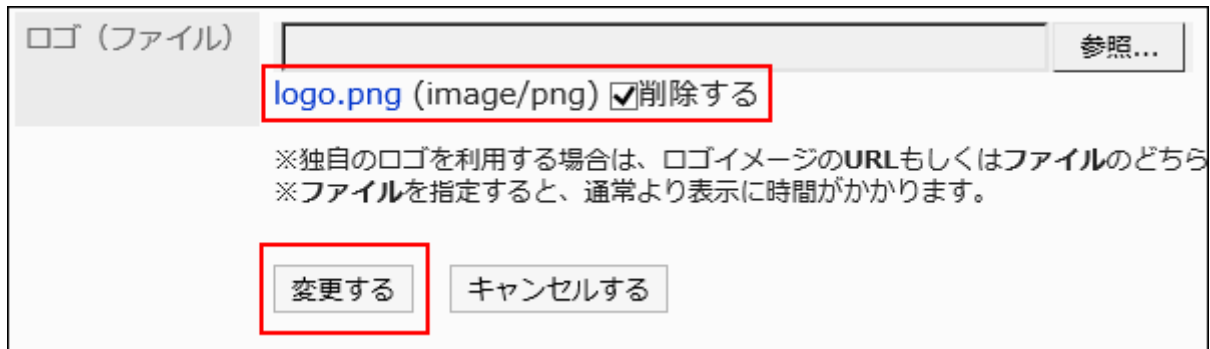 ロゴ（ファイル）
参照...
logo.png (image/png) 削除する
※独自のロゴを利用する場合は、ロゴイメージのURLもしくはファイルのどちら
※ファイルを指定すると、通常より表示に時間がかかります。
変更する キャンセルする